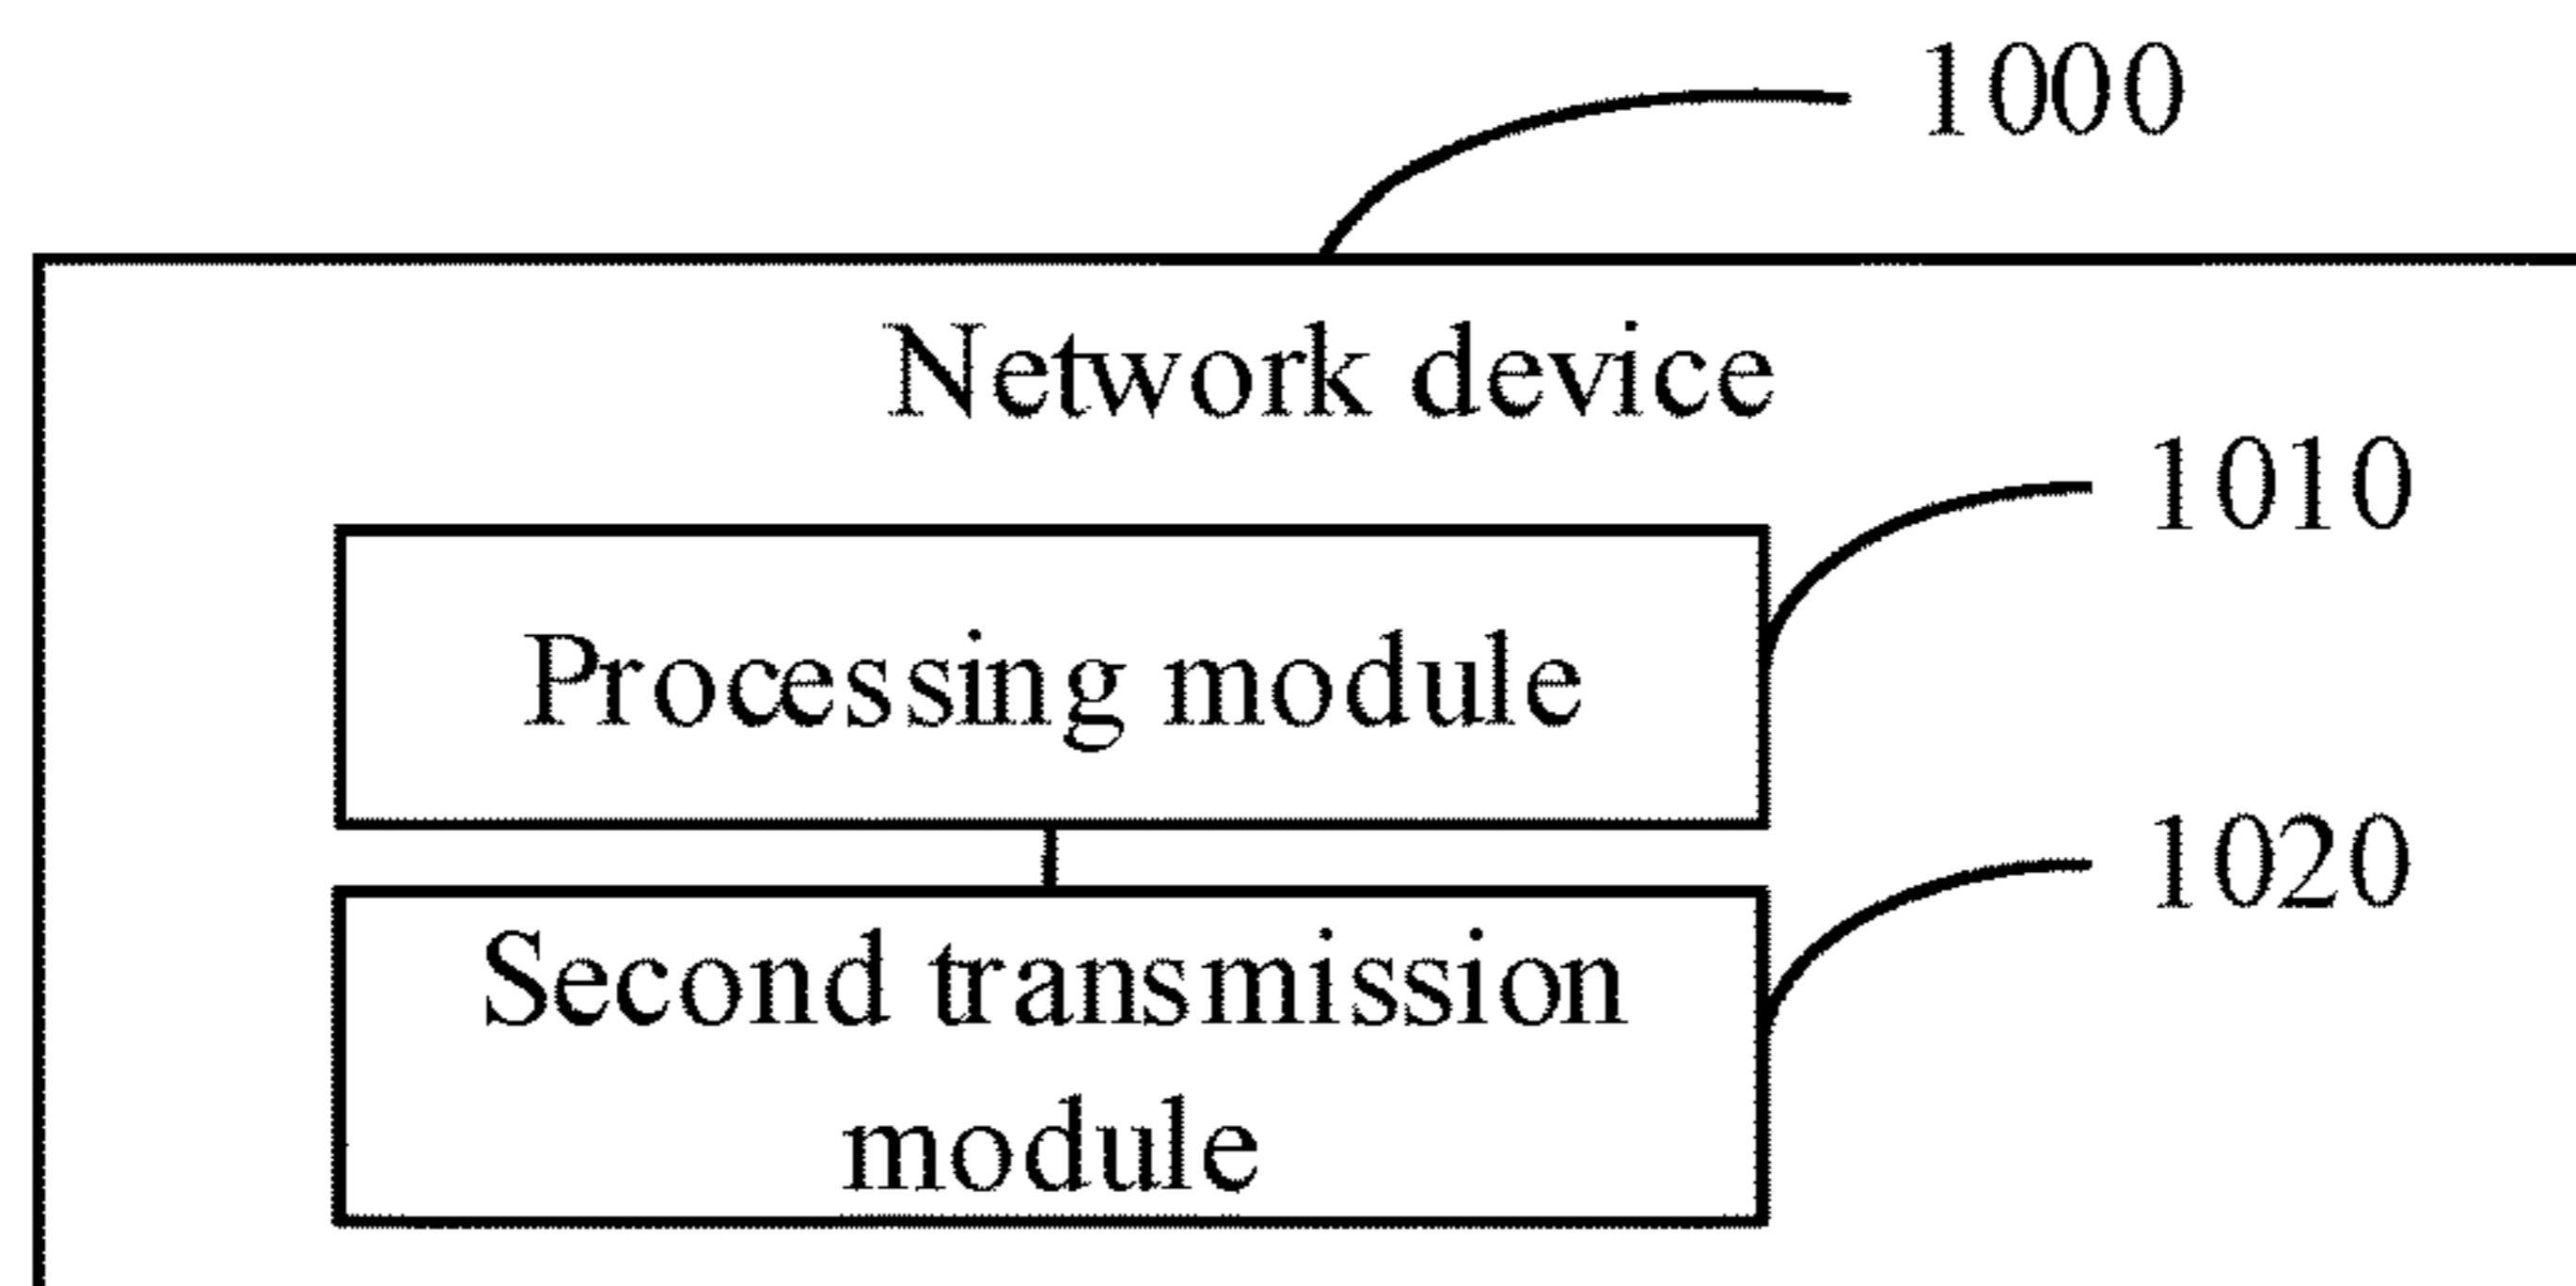 1000
Network device
1010
Processing module
1020
Second transmission
module